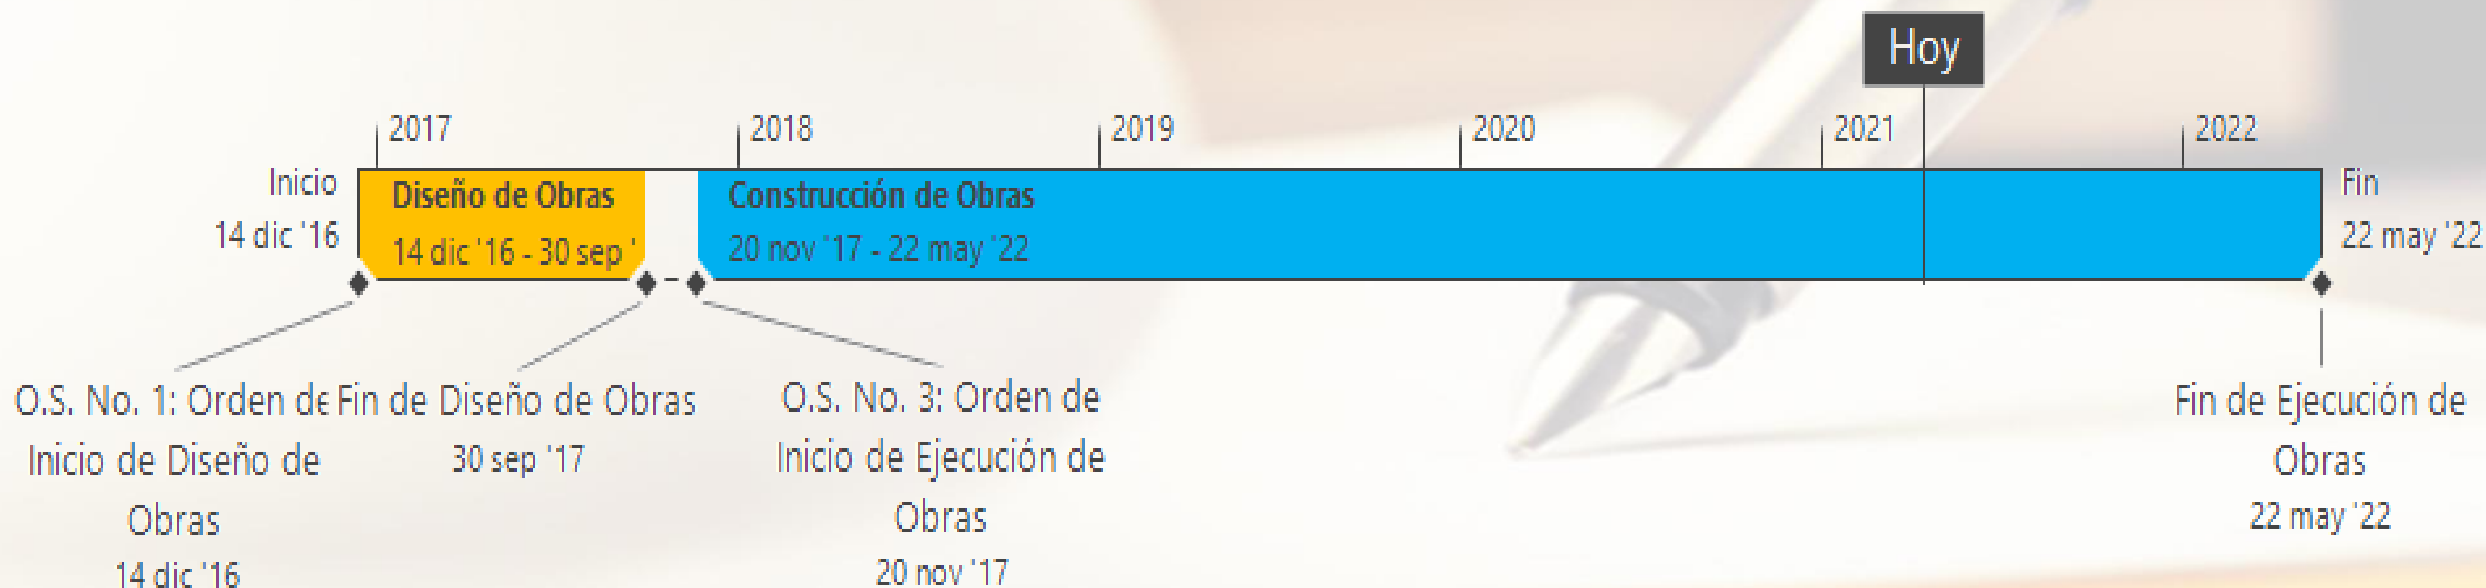 Hoy
2017
2018
2019
2020
2021
2022
Inicio
14 dic '16
Diseño de Obras
14 dic '16 - 30 sep '
Construcción de Obras
20 nov '17 - 22 may '22
Fin
22 may '22
O.S. No. 1: Orden de
Inicio de Diseño de
Obras
14 dic '16
Fin de Diseño de Obras
30 sep '17
O.S. No. 3: Orden de
Inicio de Ejecución de
Obras
20 nov '17
Fin de Ejecución de
Obras
22 may '22